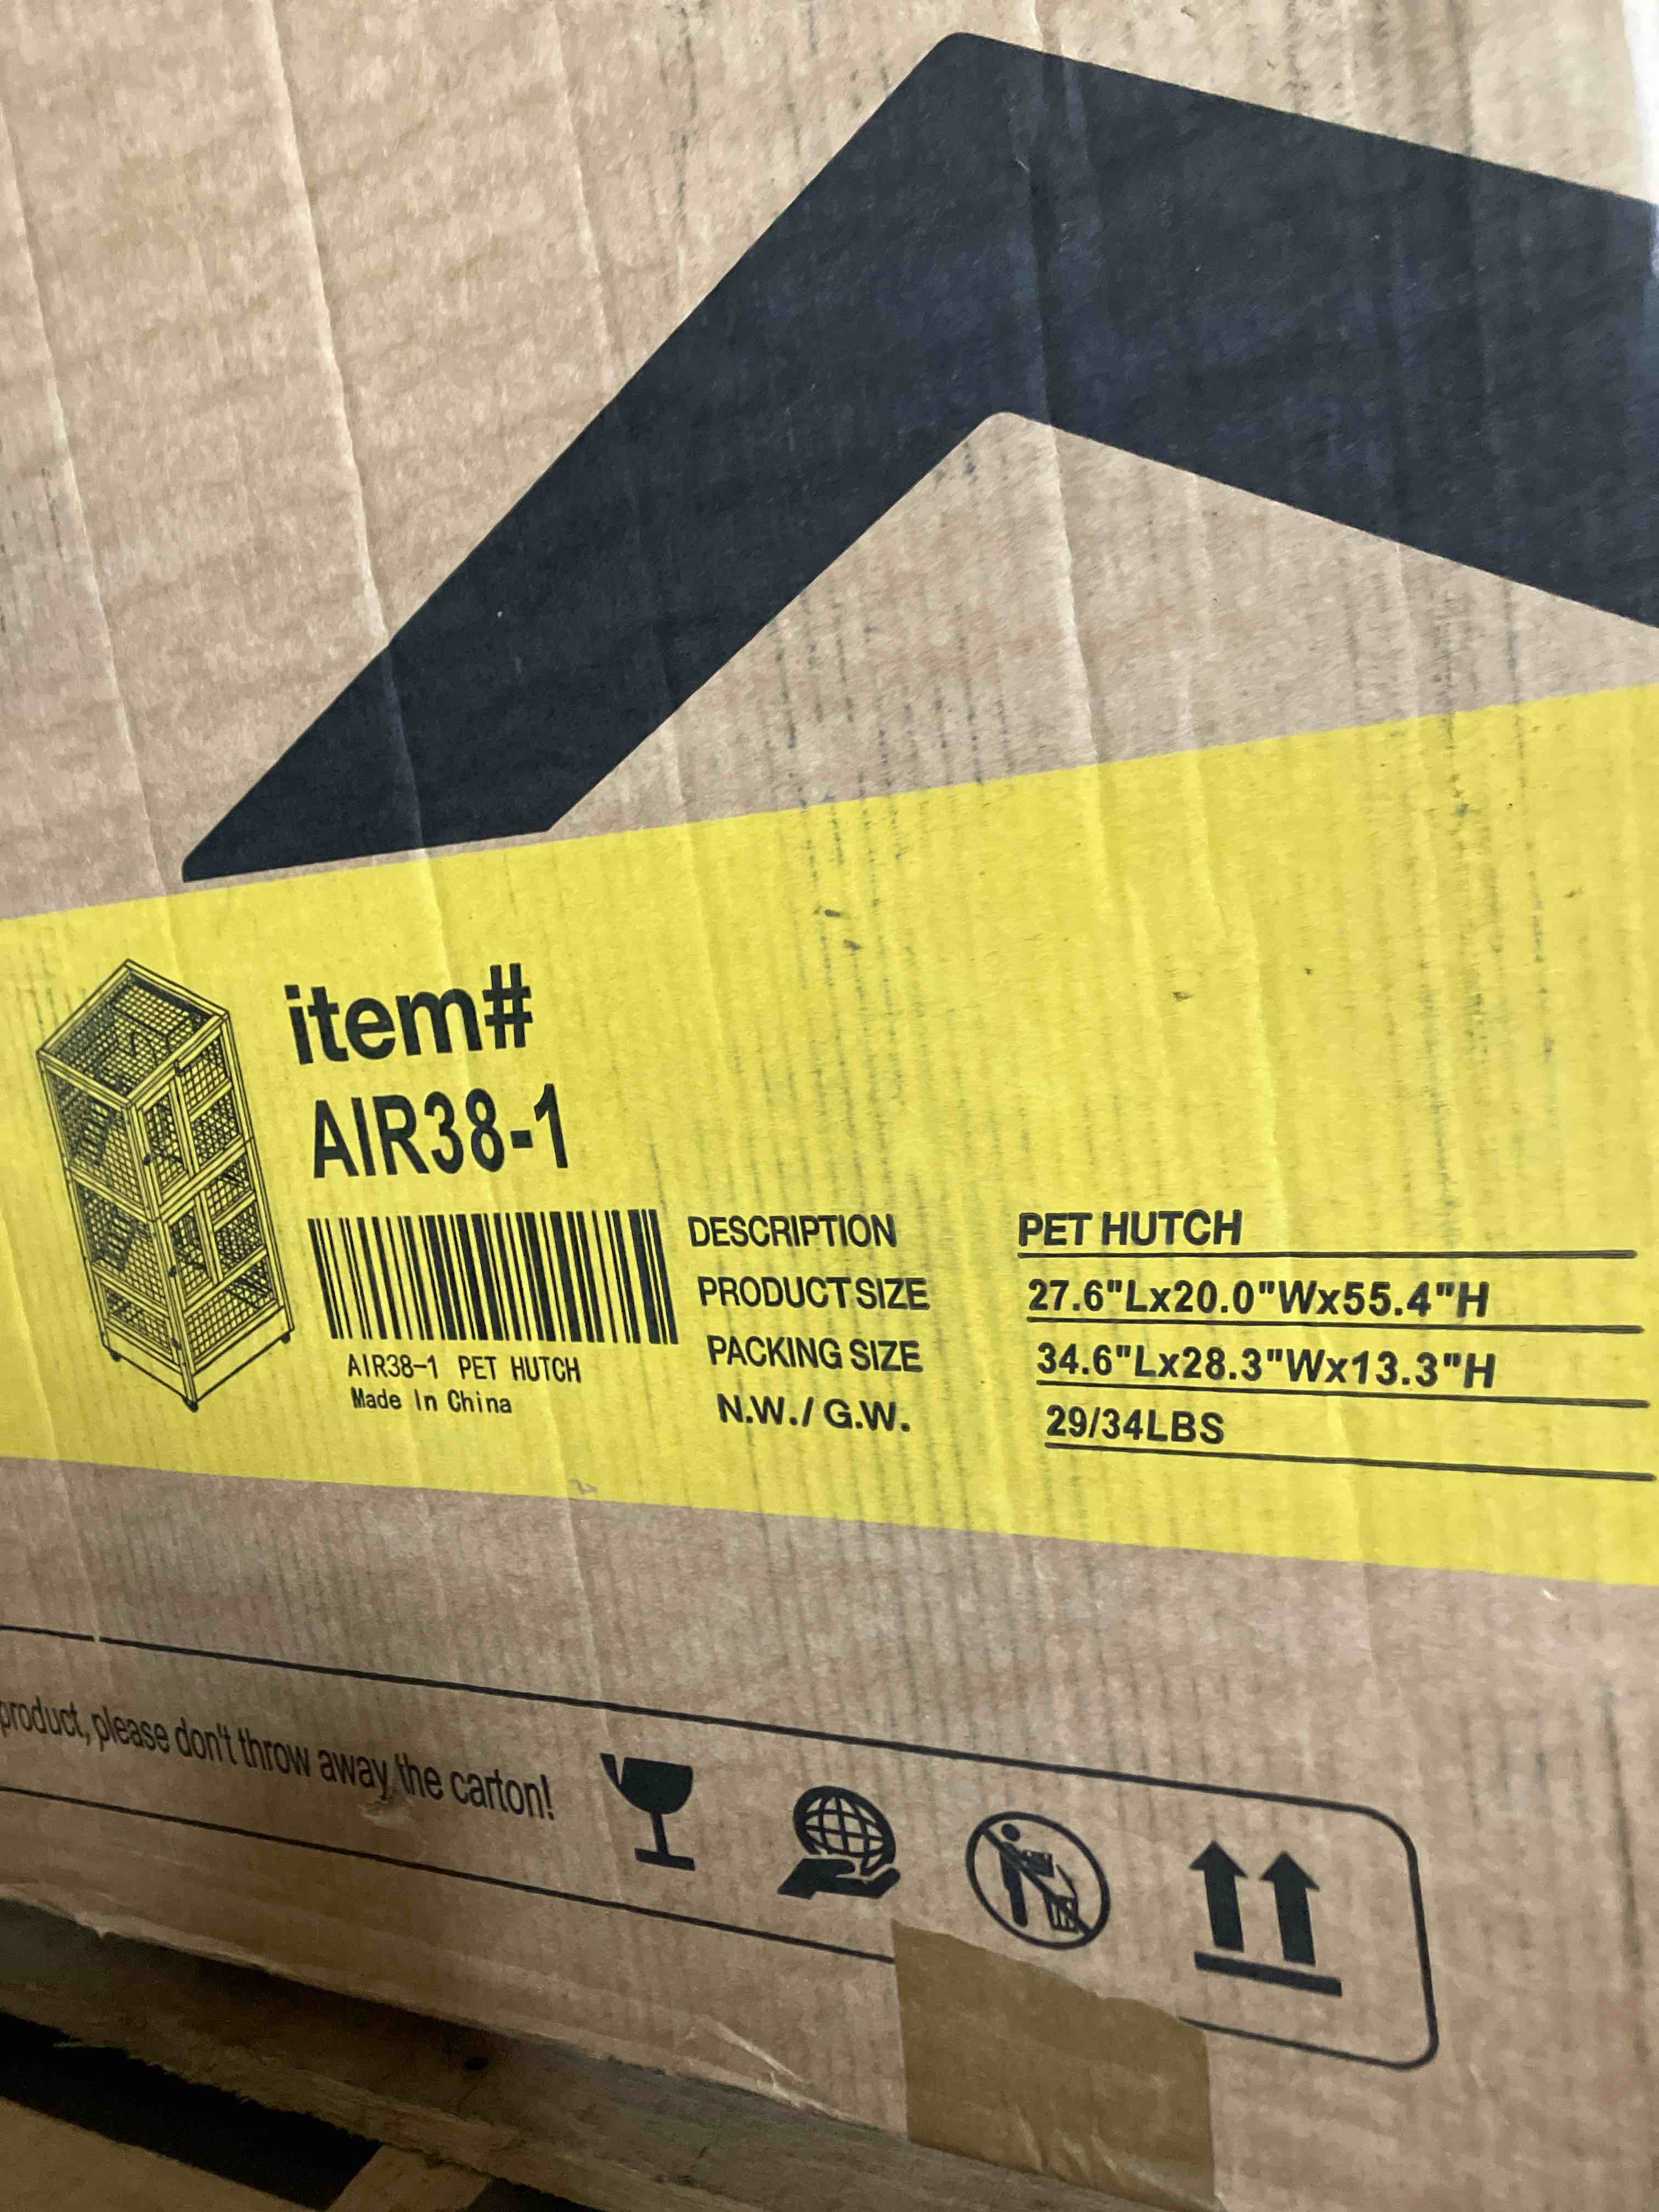 item#
AIR38-1
DESCRIPTION PET HUTCH
PRODUCT SIZE 27.6"Lx20.0"Wx55.4"H
PACKING SIZE 34.6"Lx28.3"Wx13.3"H
N.W./ G.W. 29/34LBS
AIR38-1 PET HUTCH
Made In China
product, please don't throw away the carton!